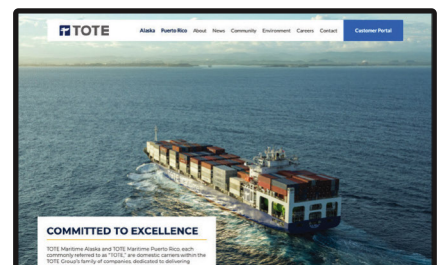 TOTE
Alaska Puerto Rico About News Community Environment Careers Contact Customer Portal
COMMITTED TO EXCELLENCE
TOTE Maritime Alaska and TOTE Maritime Puerto Rico, each
commonly referred to as "TOTE," are domestic carriers within the
TOTE Group's family of companies, dedicated to delivering